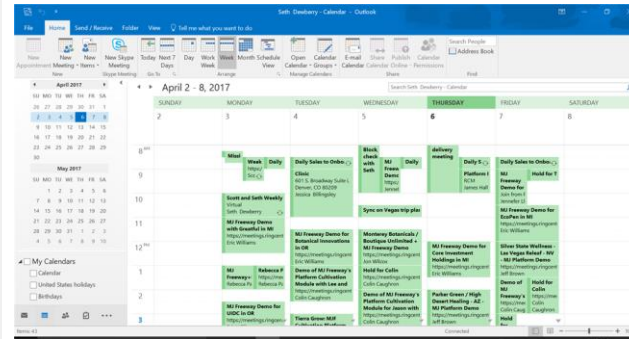 Seth Dewberry - Calendar - Outlook
File Home Send / Receive Folder View Tell me what you want to do
New Appointment
New Meeting
New Items
New Skype Meeting
Today
Next 7 Days
Day
Work Week
Week
Month
Schedule View
Open Calendar
Calendar Groups
E-mail Calendar
Share Calendar
Publish Online
Calendar Permissions
Search People
Address Book
New
Skype Meeting
Go To
Arrange
Manage Calendars
Share
Find
April 2017
SU MO TU WE TH FR SA
26 27 28 29 30 31 1
2 3 4 5 6 7 8
9 10 11 12 13 14 15
16 17 18 19 20 21 22
23 24 25 26 27 28 29
30
May 2017
SU MO TU WE TH FR SA
1 2 3 4 5 6
7 8 9 10 11 12 13
14 15 16 17 18 19 20
21 22 23 24 25 26 27
28 29 30 31 1 2 3
4 5 6 7 8 9 10
My Calendars
Calendar
United States holidays
Birthdays
April 2 - 8, 2017
Search Seth Dewberry - Calendar
SUNDAY MONDAY TUESDAY WEDNESDAY THURSDAY FRIDAY SATURDAY
2 3 4 5 6 7 8
8 AM
9
10
11
12 PM
1
2
3
Week
Daily
Scott and Seth Weekly
Virtual
Seth Dewberry
MJ Freeway Demo
with Grateful in MI
Eric Williams
MJ
Freeway
Rebecca P
MJ Freeway Demo for
UIDC in OR
Daily Sales to Onbo
Clinic
601 S. Broadway Suite
Denver, CO 80209
Jessica Billingsley
MJ Freeway Demo for
Botanical Innovations
in OR
Eric Williams
Demo of MJ Freeway's
Platform Cultivation
Module with Lee and
Colin Caughron
Block
check
with
Seth
MJ
Demo
Daily
Sync on Vegas trip plan
Monterey Botanicals /
Boutique Unlimited +
MJ Freeway Demo
Hold for Colin
Colin Caughron
Demo of MJ Freeway's
Platform Cultivation
Module for Jason with
Colin Caughron
delivery
meeting
Daily S
Platform
James Hall
MJ Freeway Demo for
Core Investment
Holdings in MI
Eric Williams
Parker Green / High
Desert Healing - AZ -
MJ Platform Demo
Jeff Brown
Daily Sales to Onbo
MJ
Freeway
Demo for
Hold for T
MJ Freeway Demo for
EcoPen in MI
Eric Williams
Silver State Wellness -
Las Vegas Relief - NV
- MJ Platform Demo
Jeff Brown
Demo of
MJ
Freeway's
Platform
Hold for
Colin
Colin
Hold
Items: 43
Connected